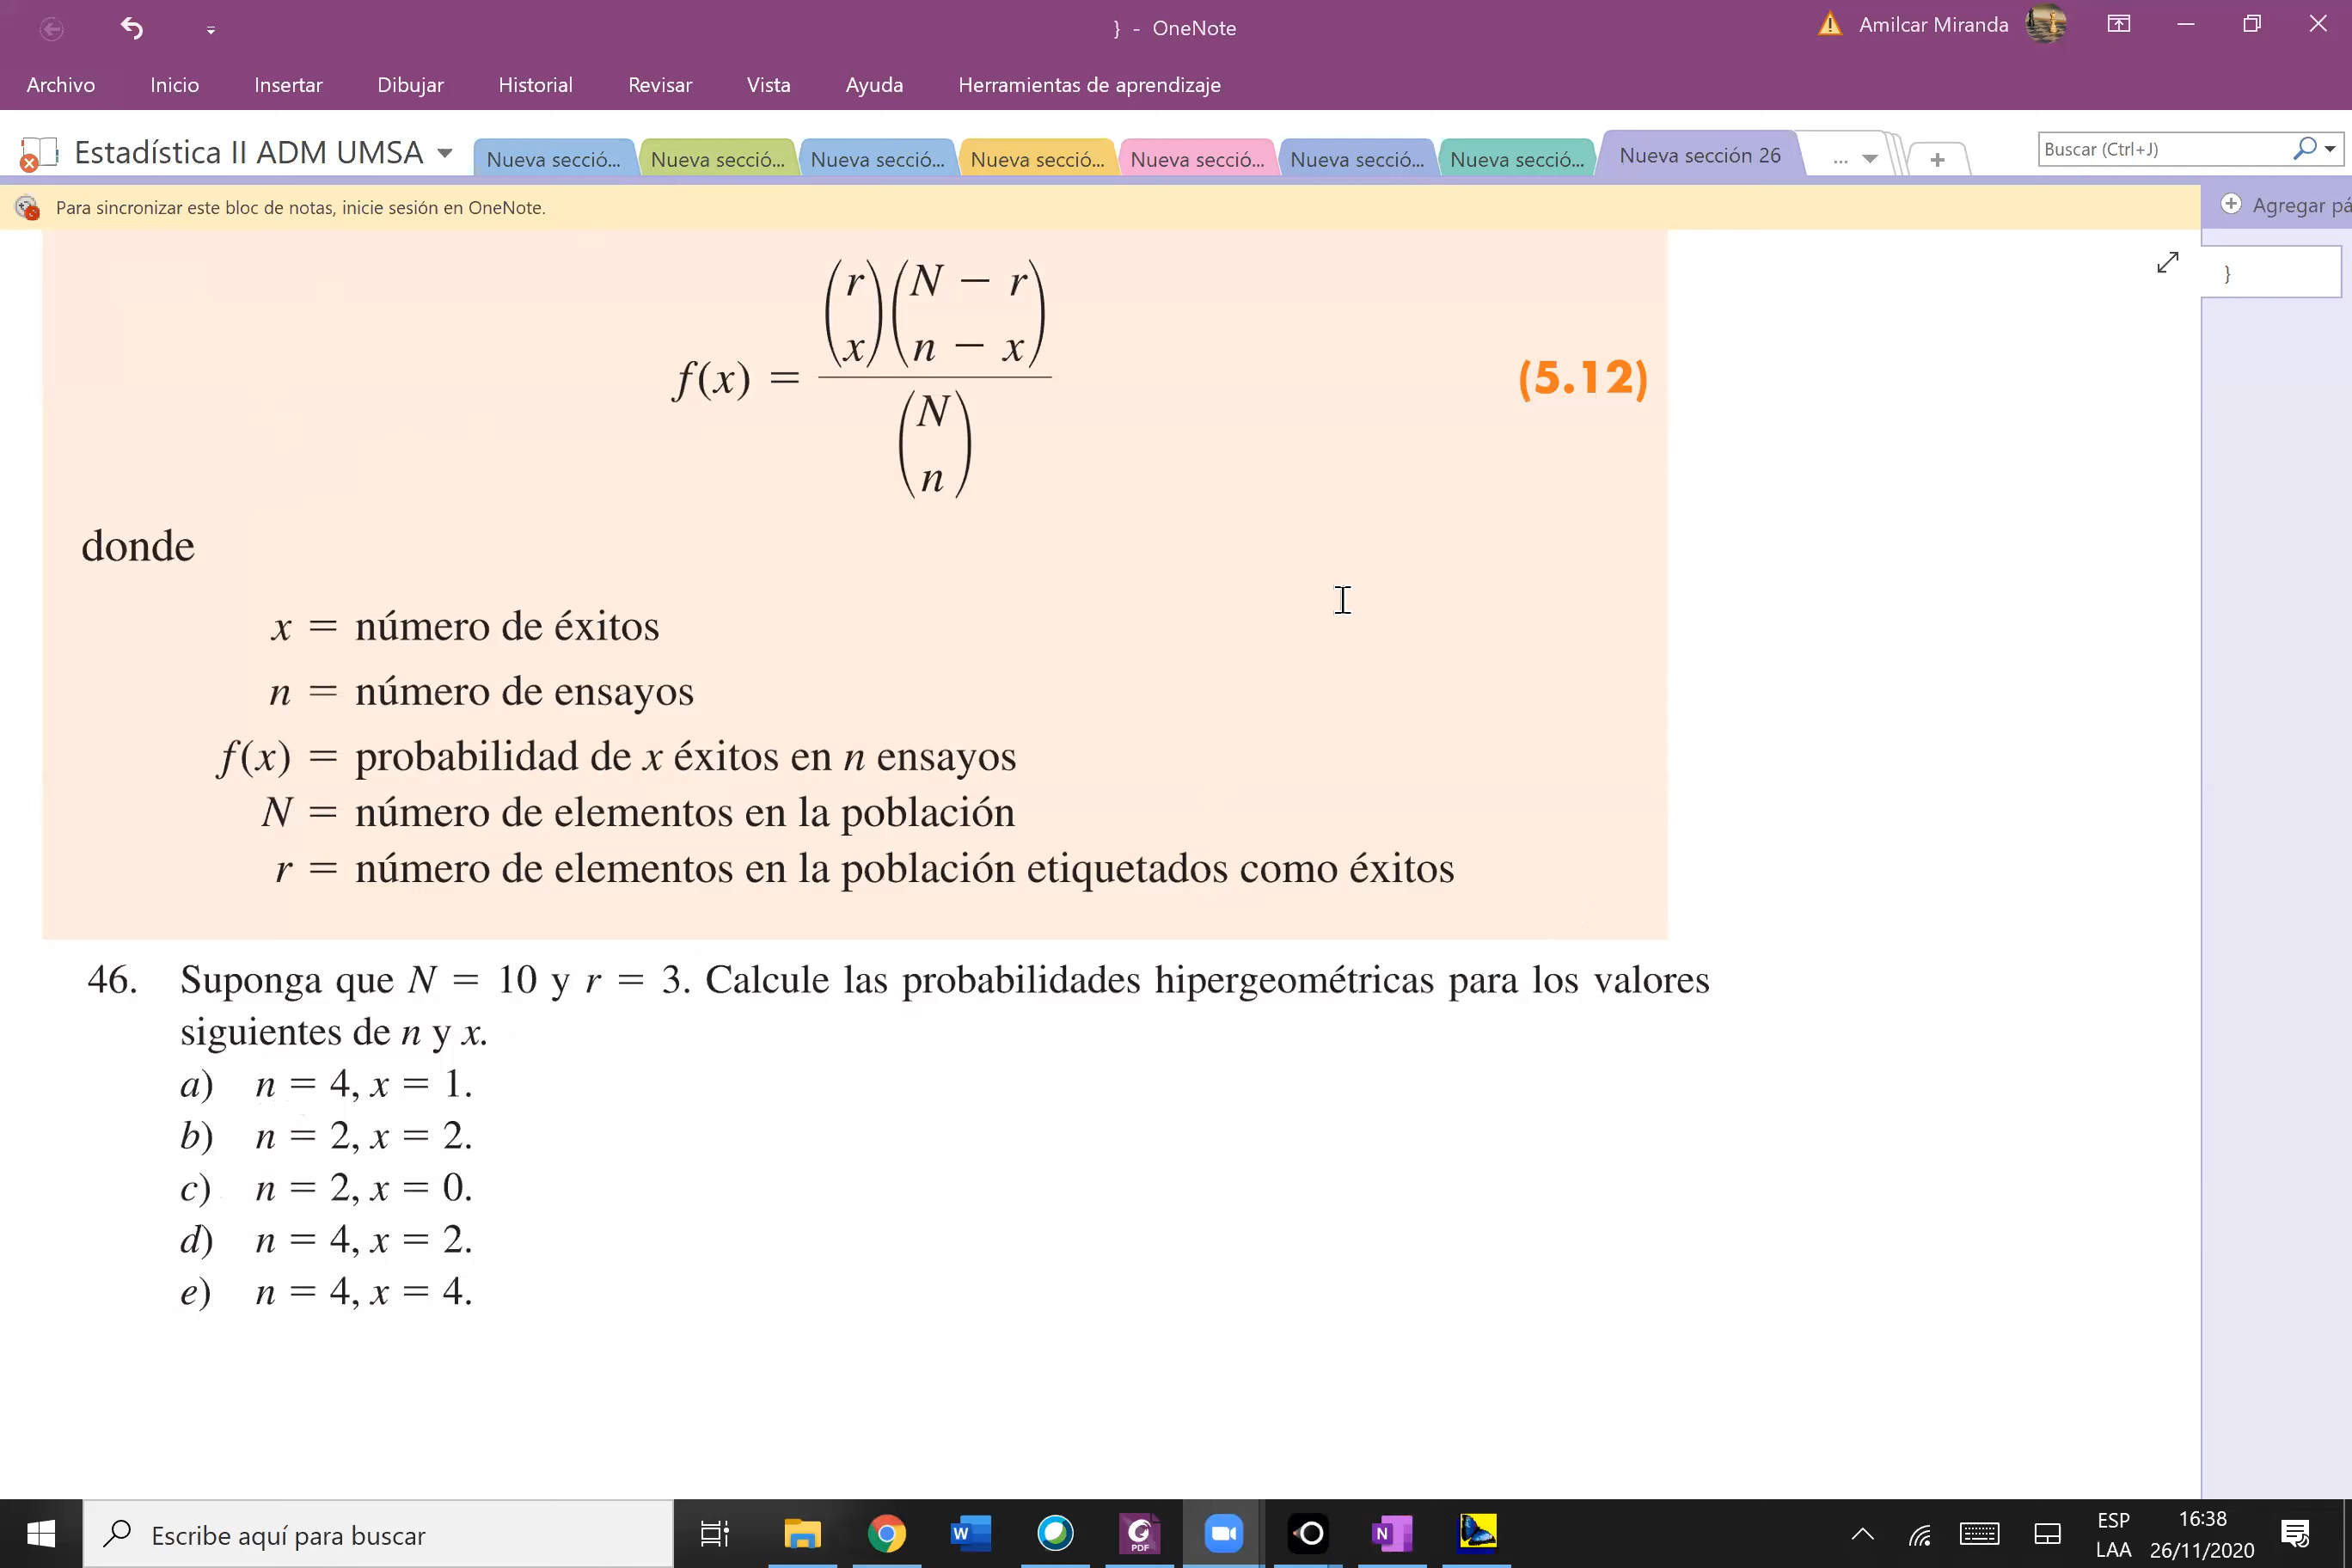 } - OneNote
Amilcar Miranda
Archivo Inicio Insertar Dibujar Historial Revisar Vista Ayuda Herramientas de aprendizaje
Estadística II ADM UMSA Nueva secció... Nueva secció... Nueva secció... Nueva secció... Nueva secció... Nueva secció... Nueva secció... Nueva sección 26 ... + Buscar (Ctrl+J)
Para sincronizar este bloc de notas, inicie sesión en OneNote.
Agregar pá
}
f(x) = \frac{\binom{r}{x}\binom{N - r}{n - x}}{\binom{N}{n}} (5.12)
donde
x = número de éxitos
n = número de ensayos
f(x) = probabilidad de x éxitos en n ensayos
N = número de elementos en la población
r = número de elementos en la población etiquetados como éxitos
46. Suponga que N = 10 y r = 3. Calcule las probabilidades hipergeométricas para los valores
siguientes de n y x.
a) n = 4, x = 1.
b) n = 2, x = 2.
c) n = 2, x = 0.
d) n = 4, x = 2.
e) n = 4, x = 4.
Escribe aquí para buscar
W
PDF
N
ESP
LAA
16:38
26/11/2020